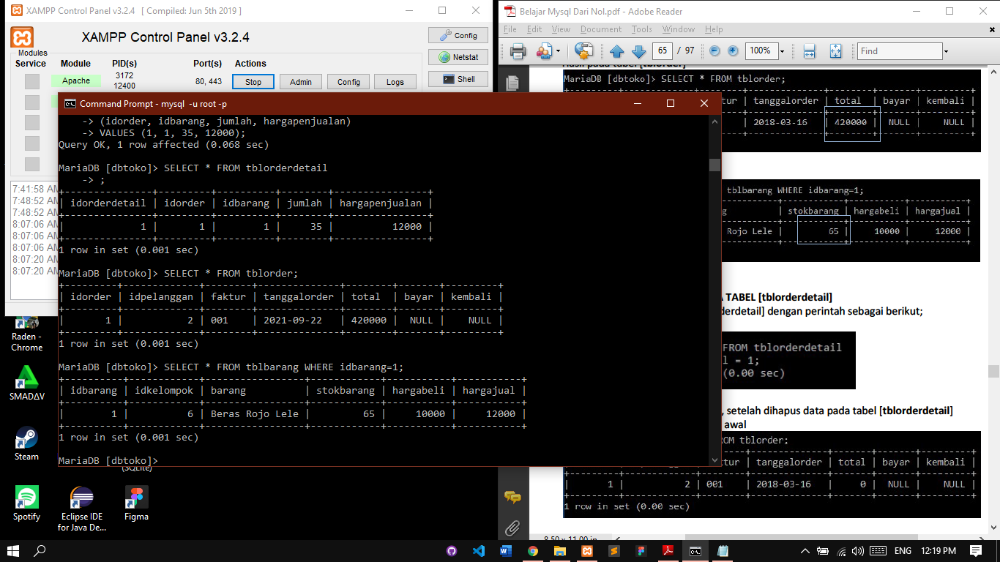 XAMPP Control Panel v3.2.4 [ Compiled: Jun 5th 2019 ]
XAMPP Control Panel v3.2.4
Config
Netstat
Shell
Modules
Service Module PID(s) Port(s) Actions
Apache 3172 12400 80, 443 Stop Admin Config Logs
7:41:58 AM
7:48:52 AM
7:48:52 AM
8:07:06 AM
8:07:06 AM
8:07:06 AM
8:07:20 AM
8:07:20 AM
Command Prompt - mysql -u root -p
-> (idorder, idbarang, jumlah, hargapenjualan)
-> VALUES (1, 1, 35, 12000);
Query OK, 1 row affected (0.068 sec)
MariaDB [dbtoko]> SELECT * FROM tblorderdetail
-> ;
+---------------+---------+----------+--------+----------------+
| idorderdetail | idorder | idbarang | jumlah | hargapenjualan |
+---------------+---------+----------+--------+----------------+
| 1 | 1 | 1 | 35 | 12000 |
+---------------+---------+----------+--------+----------------+
1 row in set (0.001 sec)
MariaDB [dbtoko]> SELECT * FROM tblorder;
+---------+-------------+--------+--------------+--------+-------+---------+
| idorder | idpelanggan | faktur | tanggalorder | total | bayar | kembali |
+---------+-------------+--------+--------------+--------+-------+---------+
| 1 | 2 | 001 | 2021-09-22 | 420000 | NULL | NULL |
+---------+-------------+--------+--------------+--------+-------+---------+
1 row in set (0.001 sec)
MariaDB [dbtoko]> SELECT * FROM tblbarang WHERE idbarang=1;
+----------+------------+-----------------+------------+-----------+-----------+
| idbarang | idkelompok | barang | stokbarang | hargabeli | hargajual |
+----------+------------+-----------------+------------+-----------+-----------+
| 1 | 6 | Beras Rojo Lele | 65 | 10000 | 12000 |
+----------+------------+-----------------+------------+-----------+-----------+
1 row in set (0.001 sec)
MariaDB [dbtoko]>
Belajar Mysql Dari Nol.pdf - Adobe Reader
File Edit View Document Tools Window Help
65 / 97 100% Find
Hasil pada tabel [tblorder]
MariaDB [dbtoko]> SELECT * FROM tblorder;
tur | tanggalorder | total | bayar | kembali |
| 2018-03-16 | 420000 | NULL | NULL |
tblbarang WHERE idbarang=1;
g | stokbarang | hargabeli | hargajual |
Rojo Lele | 65 | 10000 | 12000 |
A TABEL [tblorderdetail]
derdetail] dengan perintah sebagai berikut;
FROM tblorderdetail
l = 1;
(0.00 sec)
, setelah dihapus data pada tabel [tblorderdetail]
awal
OM tblorder;
tur | tanggalorder | total | bayar | kembali |
| 1 | 2 | 001 | 2018-03-16 | 0 | NULL | NULL |
1 row in set (0.00 sec)
8.50 x 11.00 in
Raden -
Chrome
SMADΔV
Steam
(SQLite)
Spotify
Eclipse IDE
for Java De...
Figma
ENG 12:19 PM